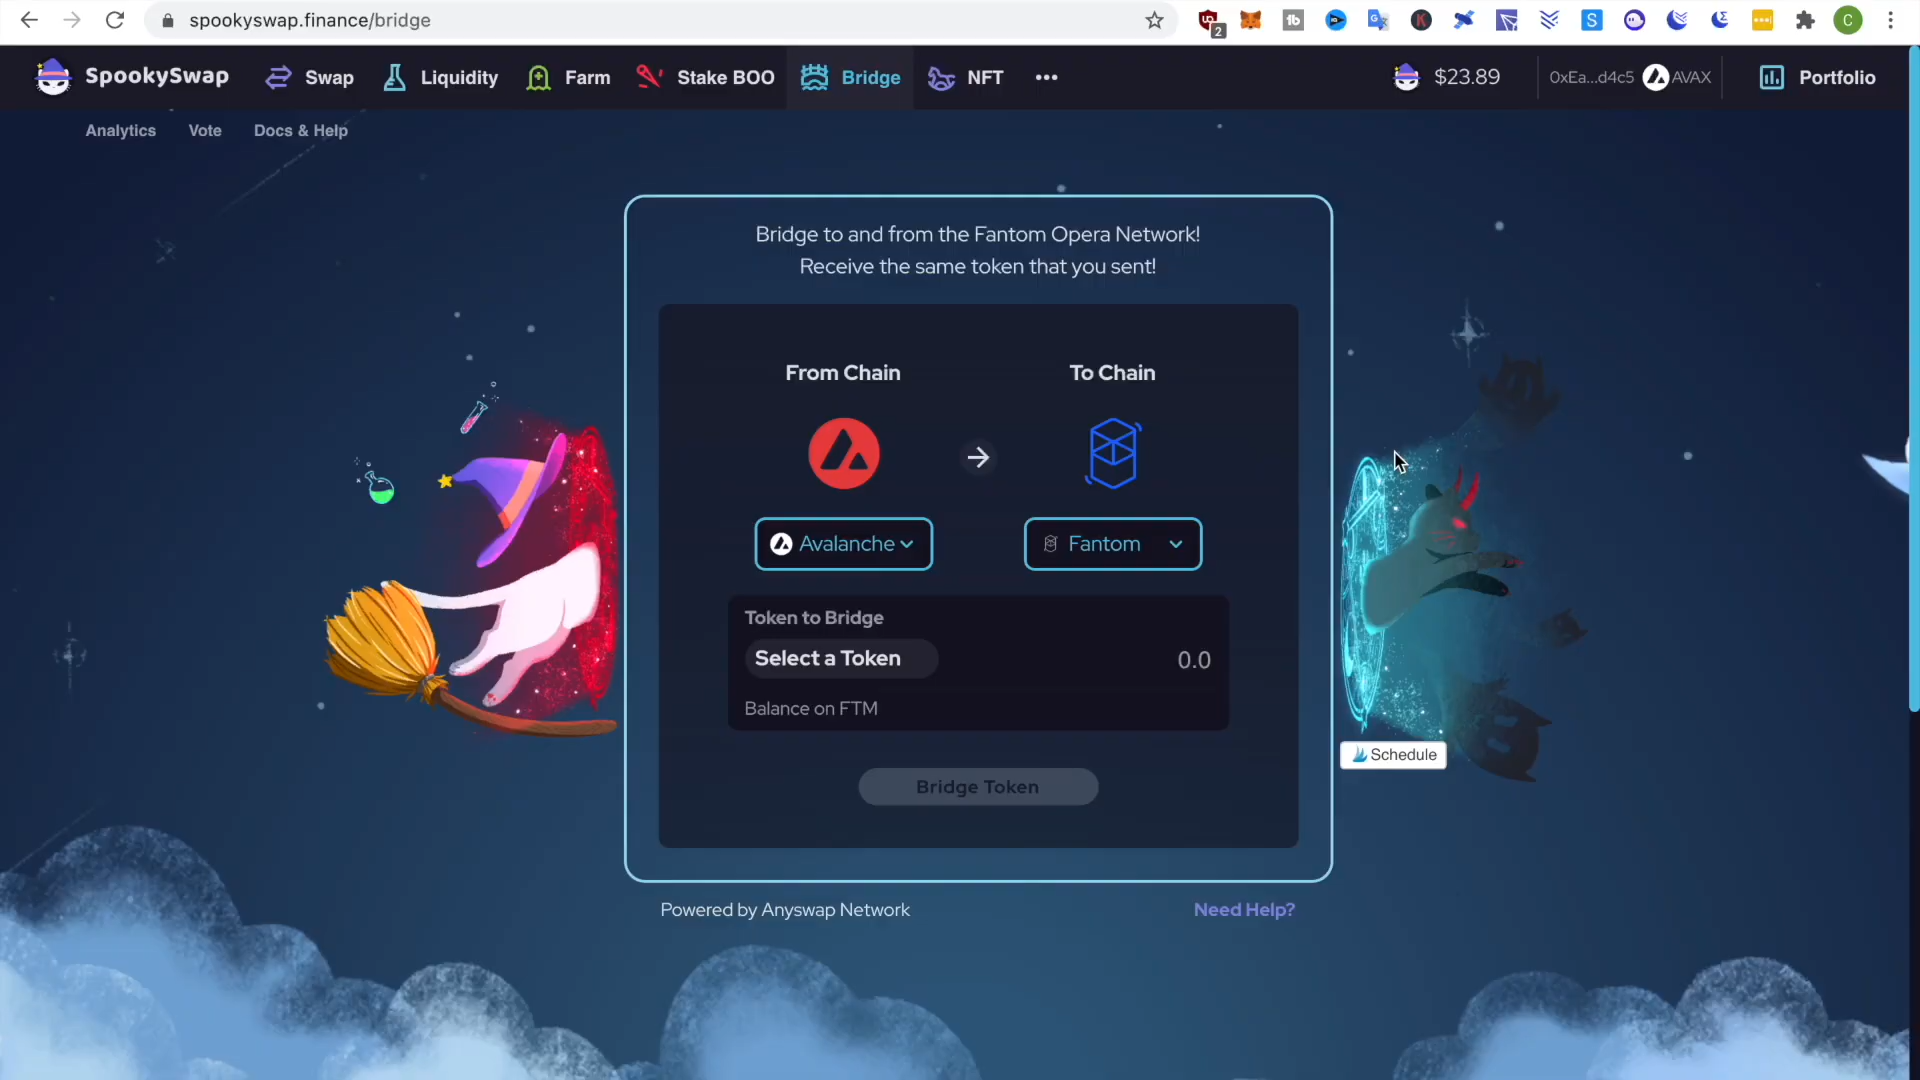 spookyswap.finance/bridge
2
C
SpookySwap
Swap
Liquidity
Farm
Stake BOO
Bridge
NFT
$23.89
0xEa...d4c5
AVAX
Portfolio
Analytics
Vote
Docs & Help
Bridge to and from the Fantom Opera Network!
Receive the same token that you sent!
From Chain
To Chain
Avalanche
Fantom
Token to Bridge
Select a Token
0.0
Balance on FTM
Schedule
Bridge Token
Powered by Anyswap Network
Need Help?